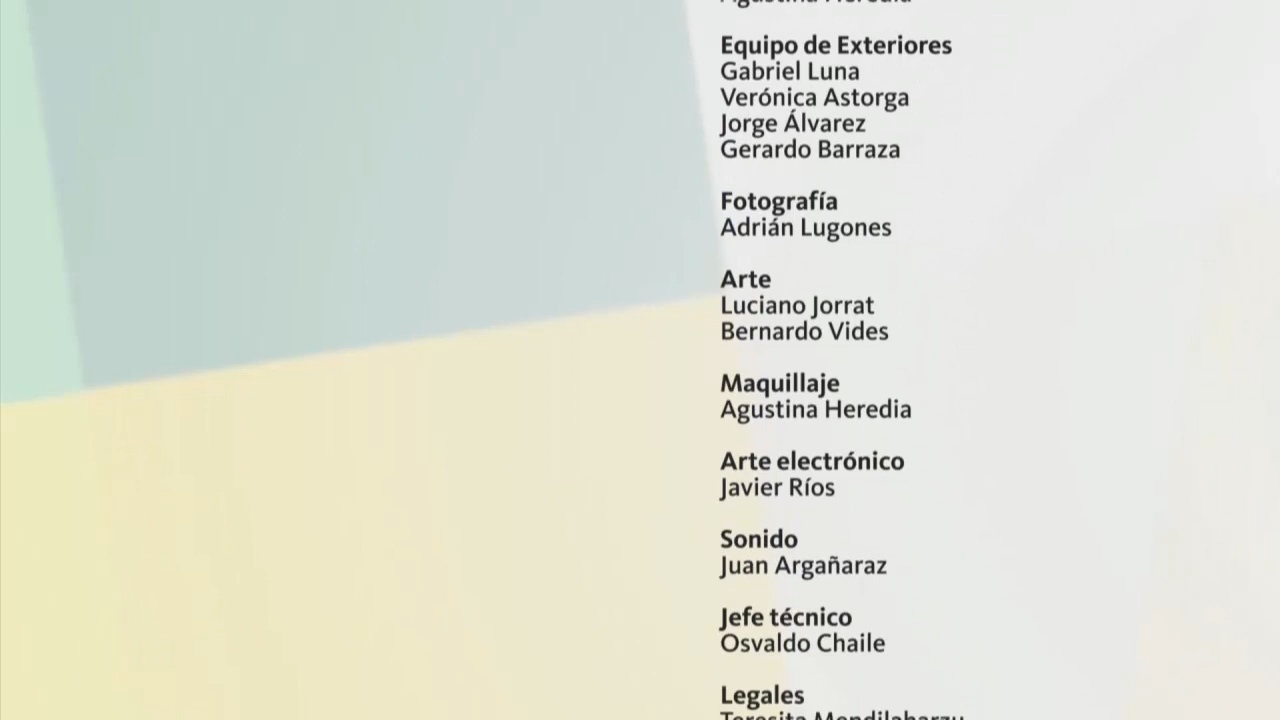 Equipo de Exteriores
Gabriel Luna
Verónica Astorga
Jorge Álvarez
Gerardo Barraza
Fotografía
Adrián Lugones
Arte
Luciano Jorrat
Bernardo Vides
Maquillaje
Agustina Heredia
Arte electrónico
Javier Ríos
Sonido
Juan Argañaraz
Jefe técnico
Osvaldo Chaile
Legales